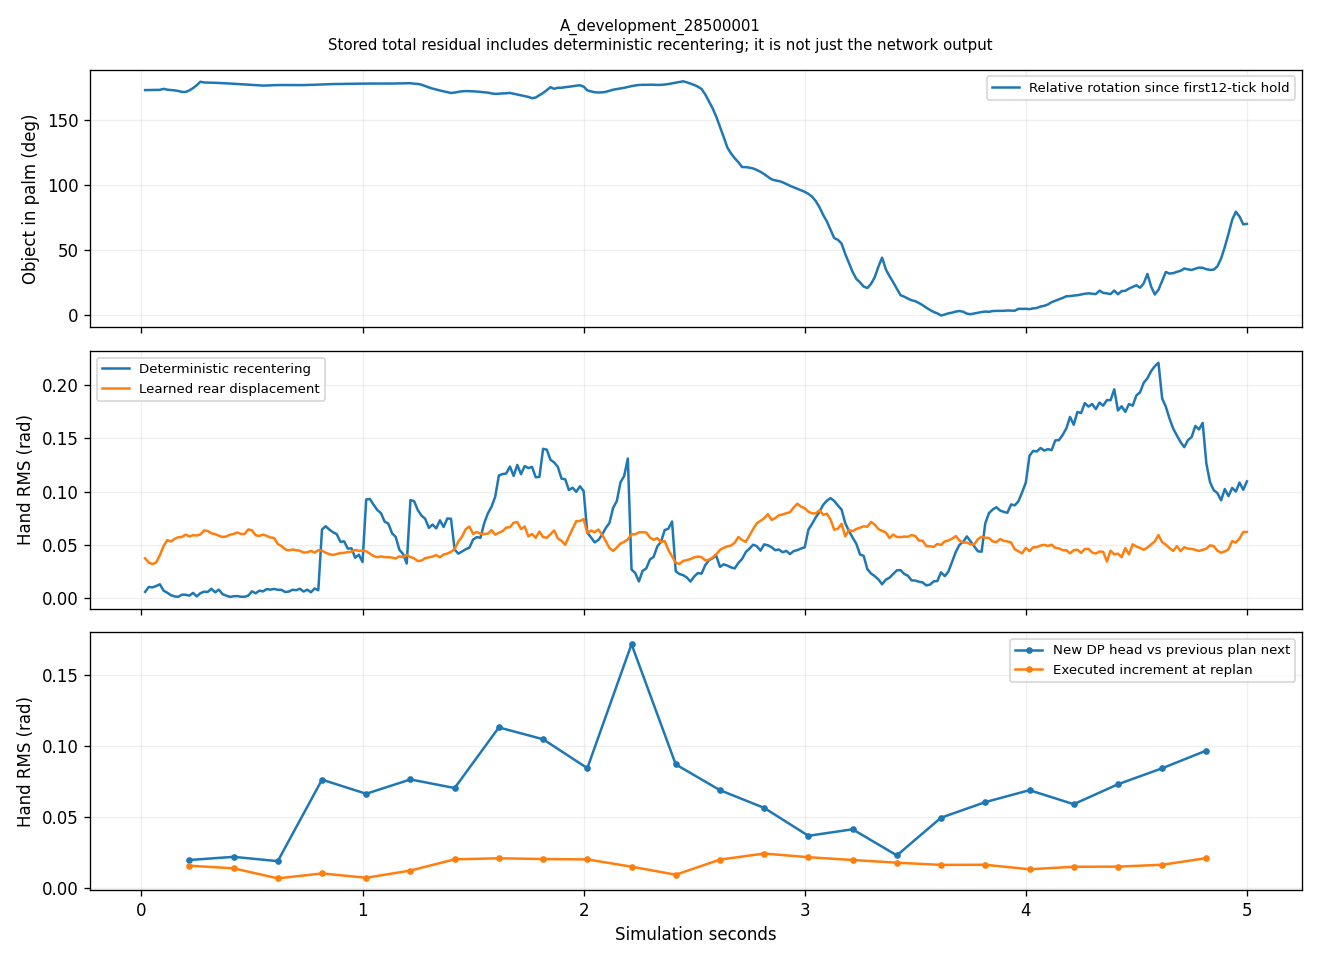 A_development_28500001
Stored total residual includes deterministic recentering; it is not just the network output
Object in palm (deg)
150
100
50
0
Relative rotation since first12-tick hold
Hand RMS (rad)
0.20
0.15
0.10
0.05
0.00
Deterministic recentering
Learned rear displacement
Hand RMS (rad)
0.15
0.10
0.05
0.00
New DP head vs previous plan next
Executed increment at replan
0 1 2 3 4 5
Simulation seconds